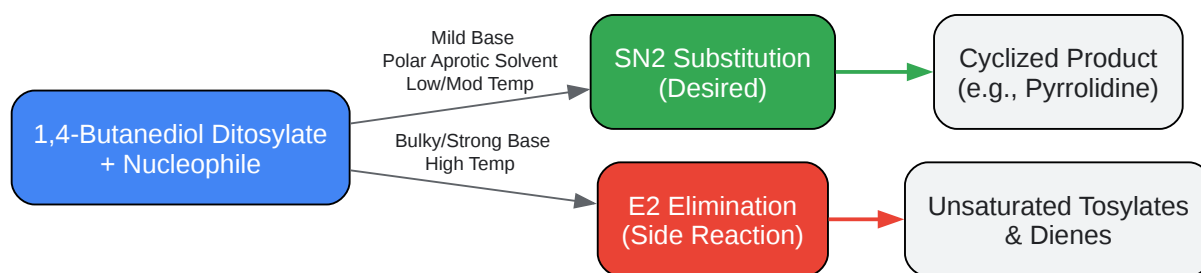 1,4-Butanediol Ditosylate
+ Nucleophile
Mild Base
Polar Aprotic Solvent
Low/Mod Temp
Bulky/Strong Base
High Temp
SN2 Substitution
(Desired)
Cyclized Product
(e.g., Pyrrolidine)
E2 Elimination
(Side Reaction)
Unsaturated Tosylates
& Dienes